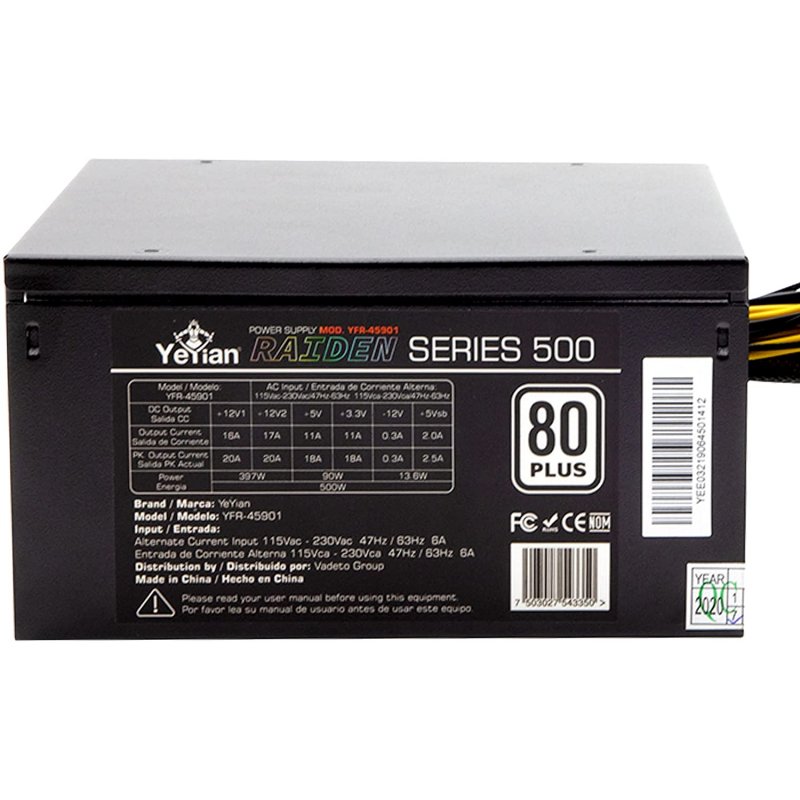 YeYian®
POWER SUPPLY MOD. YFR-45901
RAIDEN SERIES 500
Model / Modelo:
YFR-45901
AC Input / Entrada de Corriente Alterna:
115Vac-230Vac/47Hz-63Hz 115Vca-230Vca/47Hz-63Hz
DC Output
Salida CC
+12V1 +12V2 +5V +3.3V -12V +5Vsb
Output Current
Salida de Corriente
16A 17A 11A 11A 0.3A 2.0A
PK. Output Current
Salida PK Actual
20A 20A 18A 18A 0.3A 2.5A
Power
Energia
397W 90W 13.6W
500W
Brand / Marca: YeYian
Model / Modelo: YFR-45901
Input / Entrada:
Alternate Current Input 115Vac - 230Vac 47Hz / 63Hz 6A
Entrada de Corriente Alterna 115Vca - 230Vca 47Hz / 63Hz 6A
Distribution by / Distribuido por: Vadeto Group
Made in China / Hecho en China
Please read your user manual before using this equipment.
Por favor lea su manual de usuario antes de usar este equipo.
80
PLUS
FC CE NOM
7 503027 543350 >
YEE03219064501412
YEAR
2020
QC
1
7